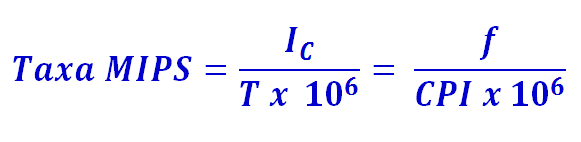 Taxa MIPS = I_C / (T x 10^6) = f / (CPI x 10^6)